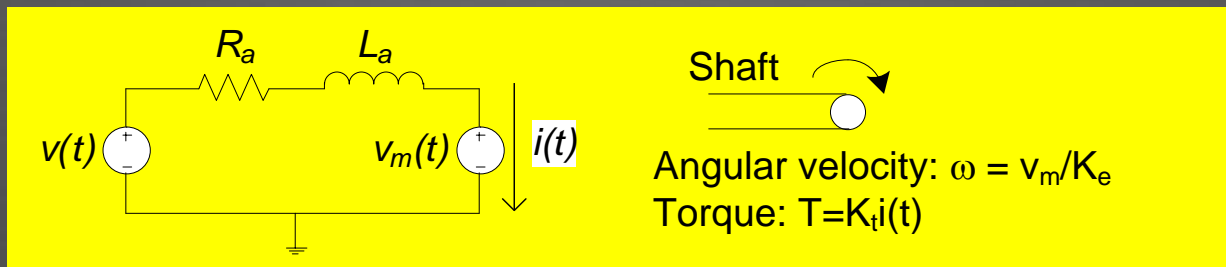 Rₐ
Lₐ
v(t)
+
−
vₘ(t)
+
−
i(t)
Shaft
Angular velocity: ω = vₘ/Kₑ
Torque: T=Kₜi(t)